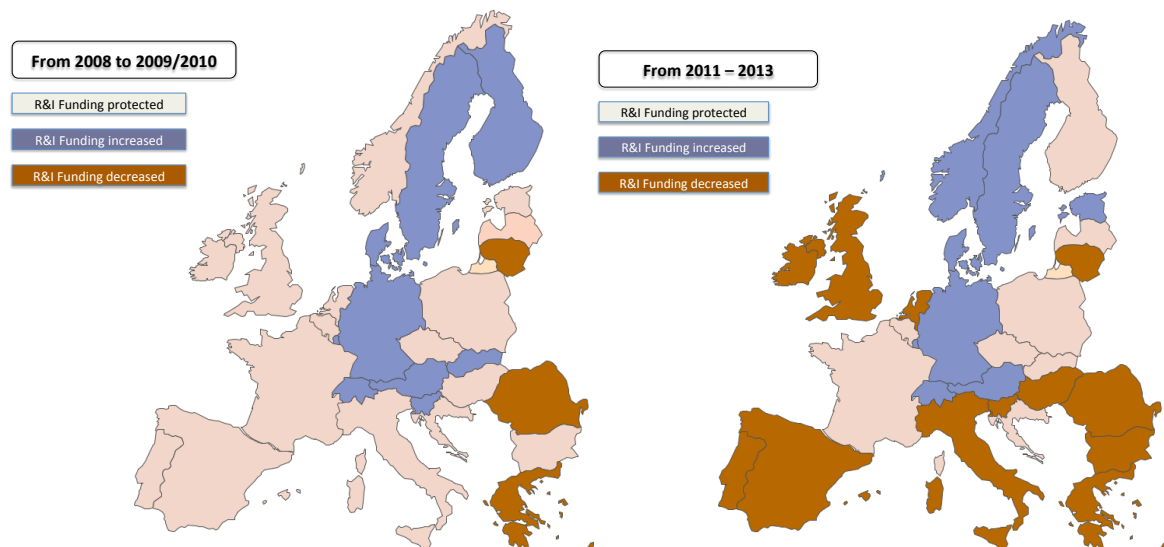 From 2008 to 2009/2010
R&I Funding protected
R&I Funding increased
R&I Funding decreased
From 2011 – 2013
R&I Funding protected
R&I Funding increased
R&I Funding decreased